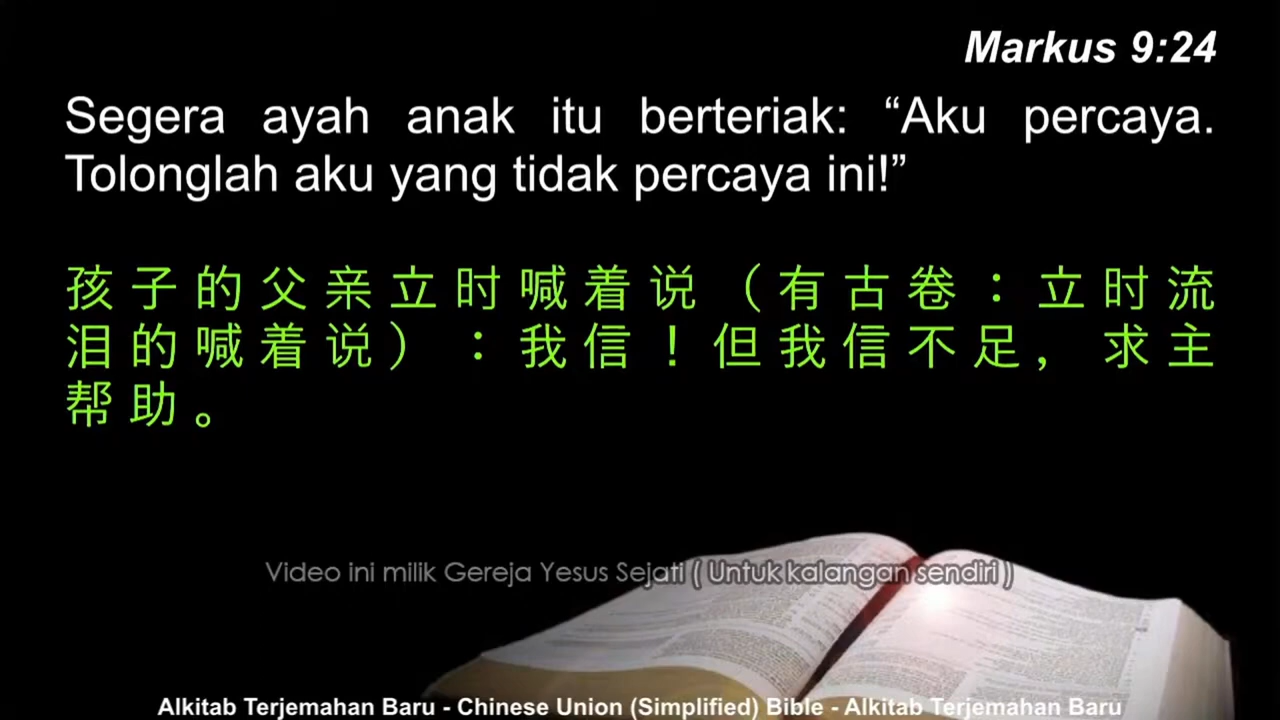 Markus 9:24
Segera ayah anak itu berteriak: “Aku percaya.
Tolonglah aku yang tidak percaya ini!”
孩子的父亲立时喊着说（有古卷：立时流
泪的喊着说）：我信！但我信不足，求主
帮助。
Video ini milik Gereja Yesus Sejati ( Untuk kalangan sendiri )
Alkitab Terjemahan Baru - Chinese Union (Simplified) Bible - Alkitab Terjemahan Baru